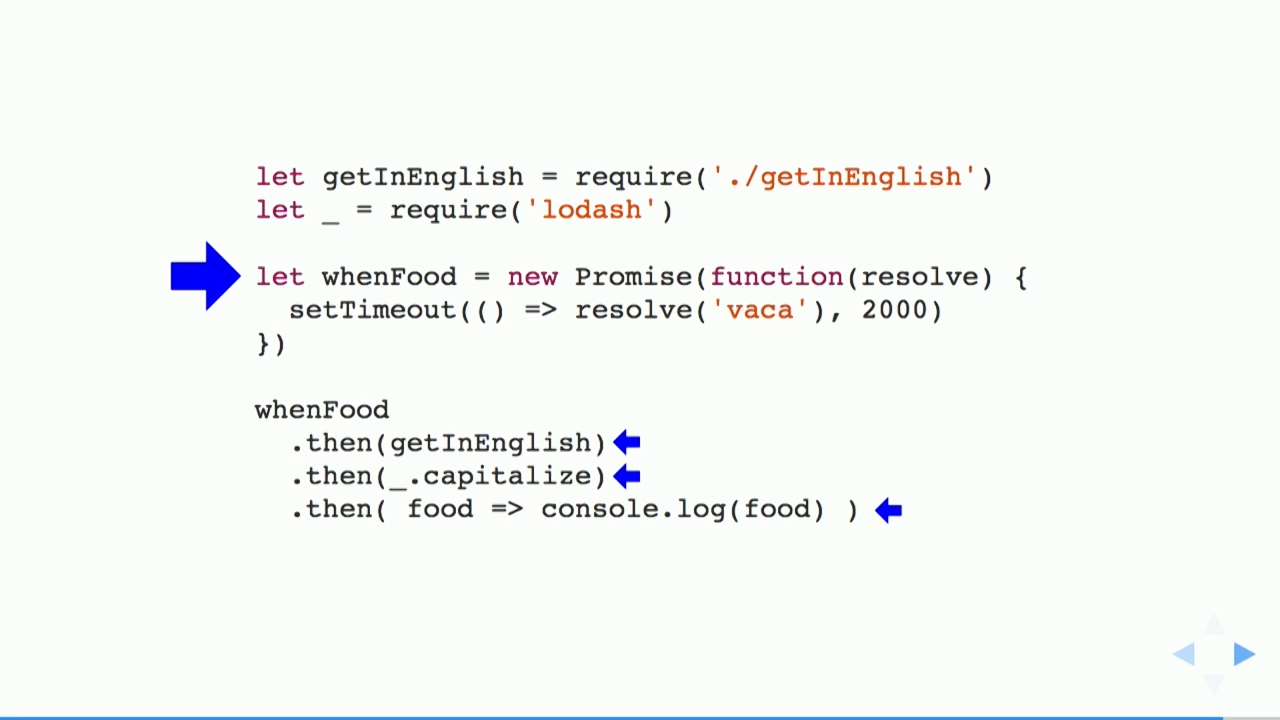 let getInEnglish = require('./getInEnglish')
let _ = require('lodash')
let whenFood = new Promise(function(resolve) {
  setTimeout(() => resolve('vaca'), 2000)
})
whenFood
  .then(getInEnglish)
  .then(_.capitalize)
  .then( food => console.log(food) )